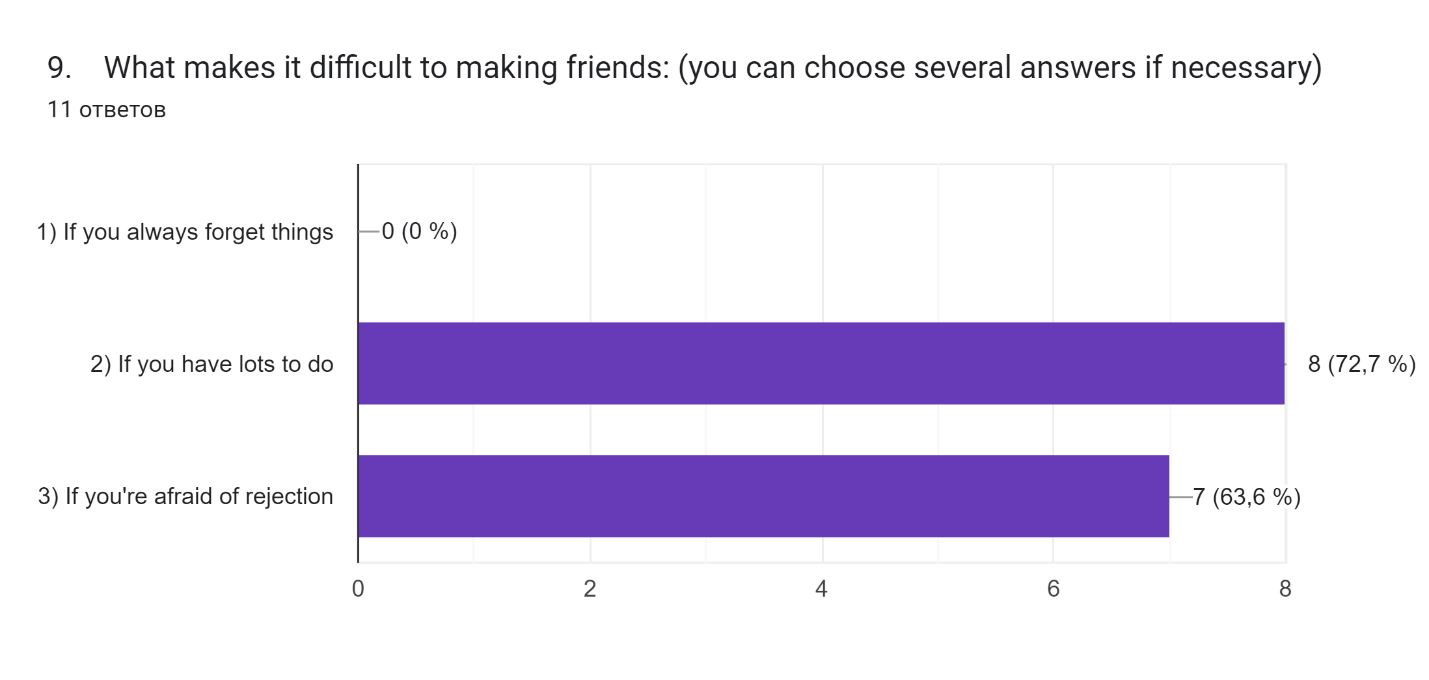 9. What makes it difficult to making friends: (you can choose several answers if necessary)
11 ответов
1) If you always forget things
0 (0 %)
2) If you have lots to do
8 (72,7 %)
3) If you're afraid of rejection
7 (63,6 %)
0 2 4 6 8